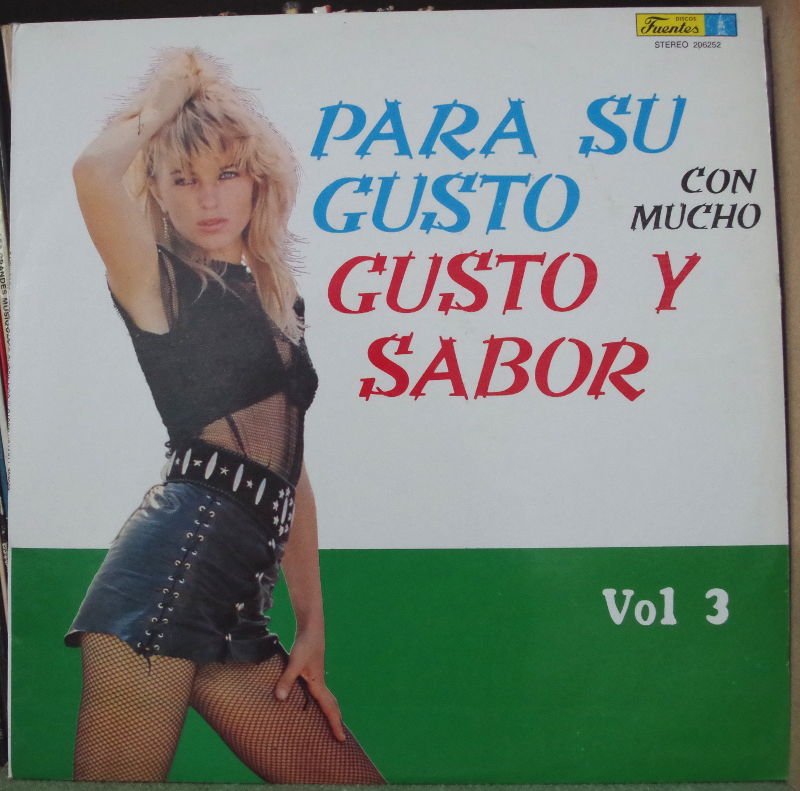 DISCOS
Fuentes
STEREO 206252
PARA SU
GUSTO CON
MUCHO
GUSTO Y
SABOR
Vol 3